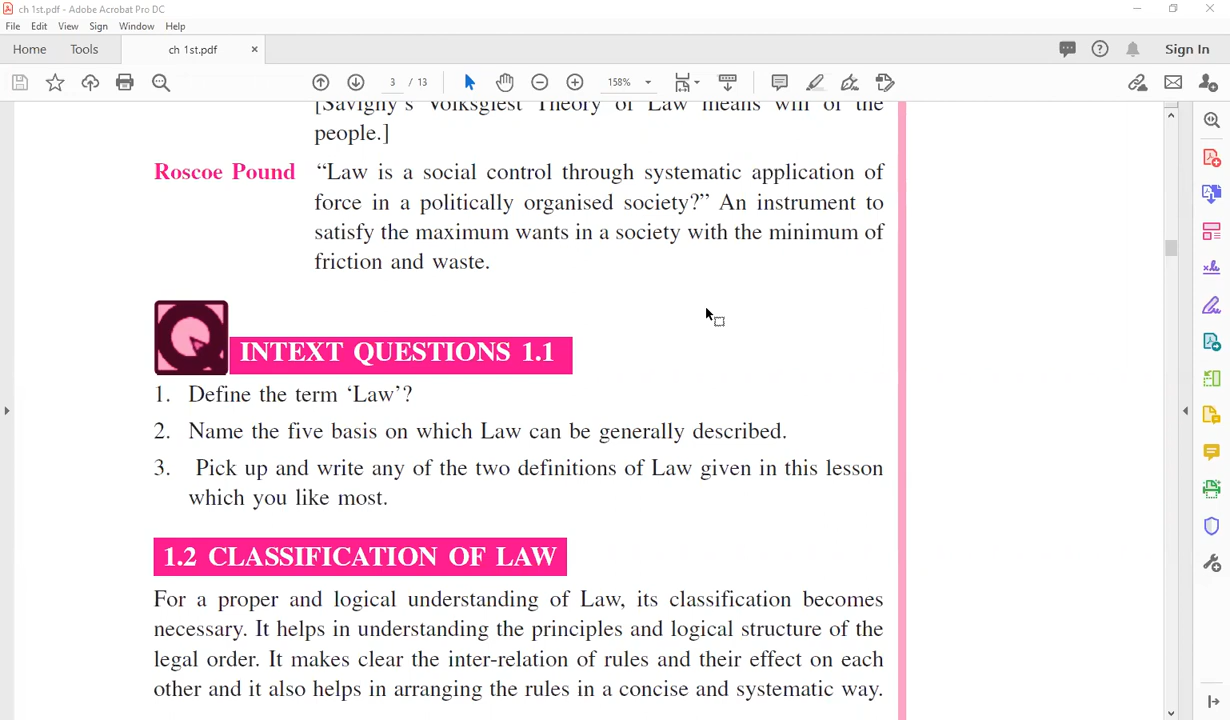 ch 1st.pdf - Adobe Acrobat Pro DC
File Edit View Sign Window Help
Home Tools ch 1st.pdf × Sign In
3 / 13 158%
[Savigny's Volksgiest Theory of Law means will of the
people.]
Roscoe Pound “Law is a social control through systematic application of
force in a politically organised society?” An instrument to
satisfy the maximum wants in a society with the minimum of
friction and waste.
INTEXT QUESTIONS 1.1
1. Define the term ‘Law’?
2. Name the five basis on which Law can be generally described.
3. Pick up and write any of the two definitions of Law given in this lesson
which you like most.
1.2 CLASSIFICATION OF LAW
For a proper and logical understanding of Law, its classification becomes
necessary. It helps in understanding the principles and logical structure of the
legal order. It makes clear the inter-relation of rules and their effect on each
other and it also helps in arranging the rules in a concise and systematic way.